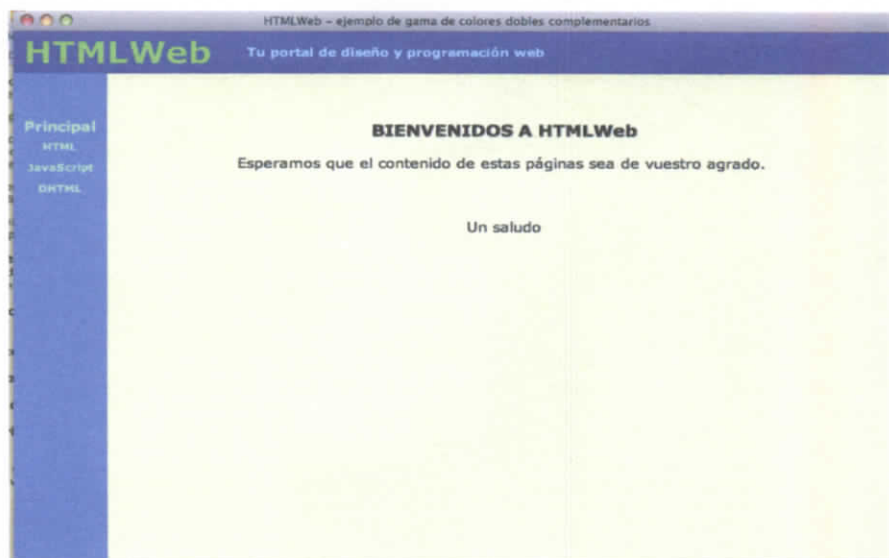 HTMLWeb – ejemplo de gama de colores dobles complementarios
HTMLWeb Tu portal de diseño y programación web
Principal
HTML
JavaScript
DHTML
BIENVENIDOS A HTMLWeb
Esperamos que el contenido de estas páginas sea de vuestro agrado.
Un saludo